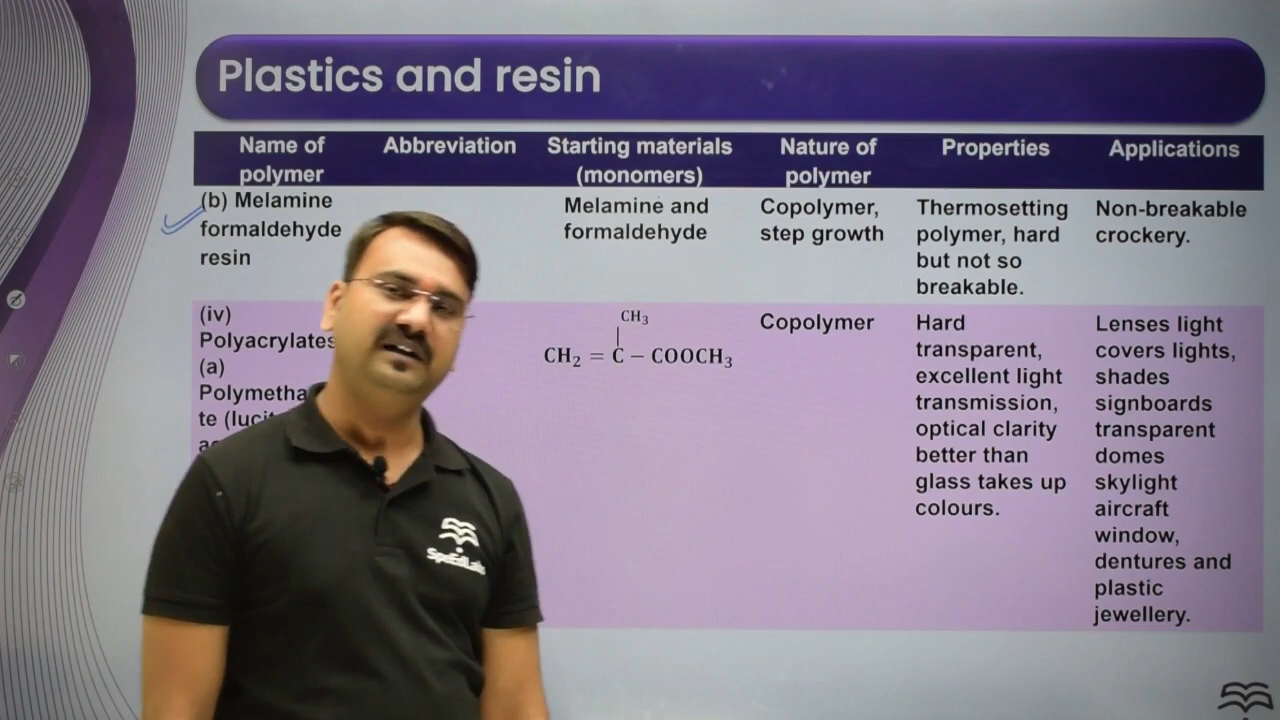 Plastics and resin
Name of
polymer
Abbreviation
Starting materials
(monomers)
Nature of
polymer
Properties
Applications
(b) Melamine
formaldehyde
resin
Melamine and
formaldehyde
Copolymer,
step growth
Thermosetting
polymer, hard
but not so
breakable.
Non-breakable
crockery.
(iv)
Polyacrylates
(a)
CH₃
|
CH₂ = C – COOCH₃
Copolymer
Hard
transparent,
excellent light
transmission,
optical clarity
better than
glass takes up
colours.
Lenses light
covers lights,
shades
signboards
transparent
domes
skylight
aircraft
window,
dentures and
plastic
jewellery.
SpeEdLabs